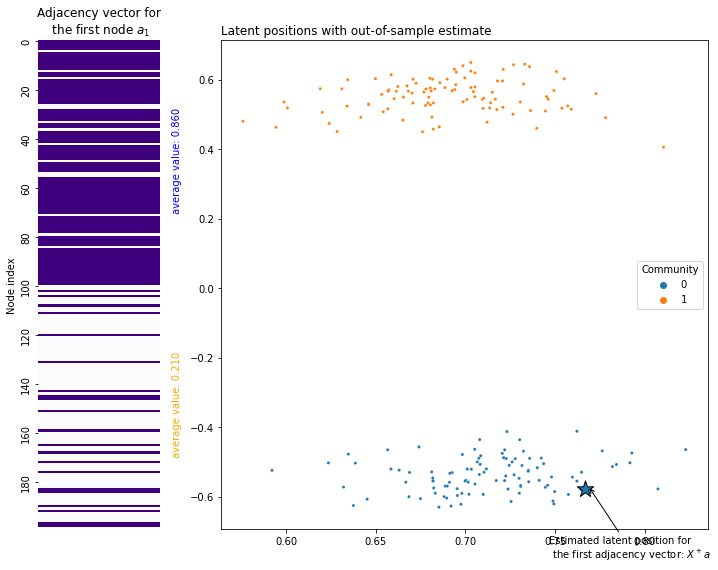 Adjacency vector for
the first node a₁
Latent positions with out-of-sample estimate
Node index
0
20
40
60
80
100
120
140
160
180
average value: 0.860
average value: 0.210
0.6
0.4
0.2
0.0
−0.2
−0.4
−0.6
Community
0
1
0.60
0.65
0.70
0.75
0.80
Estimated latent position for
the first adjacency vector: X⁺a